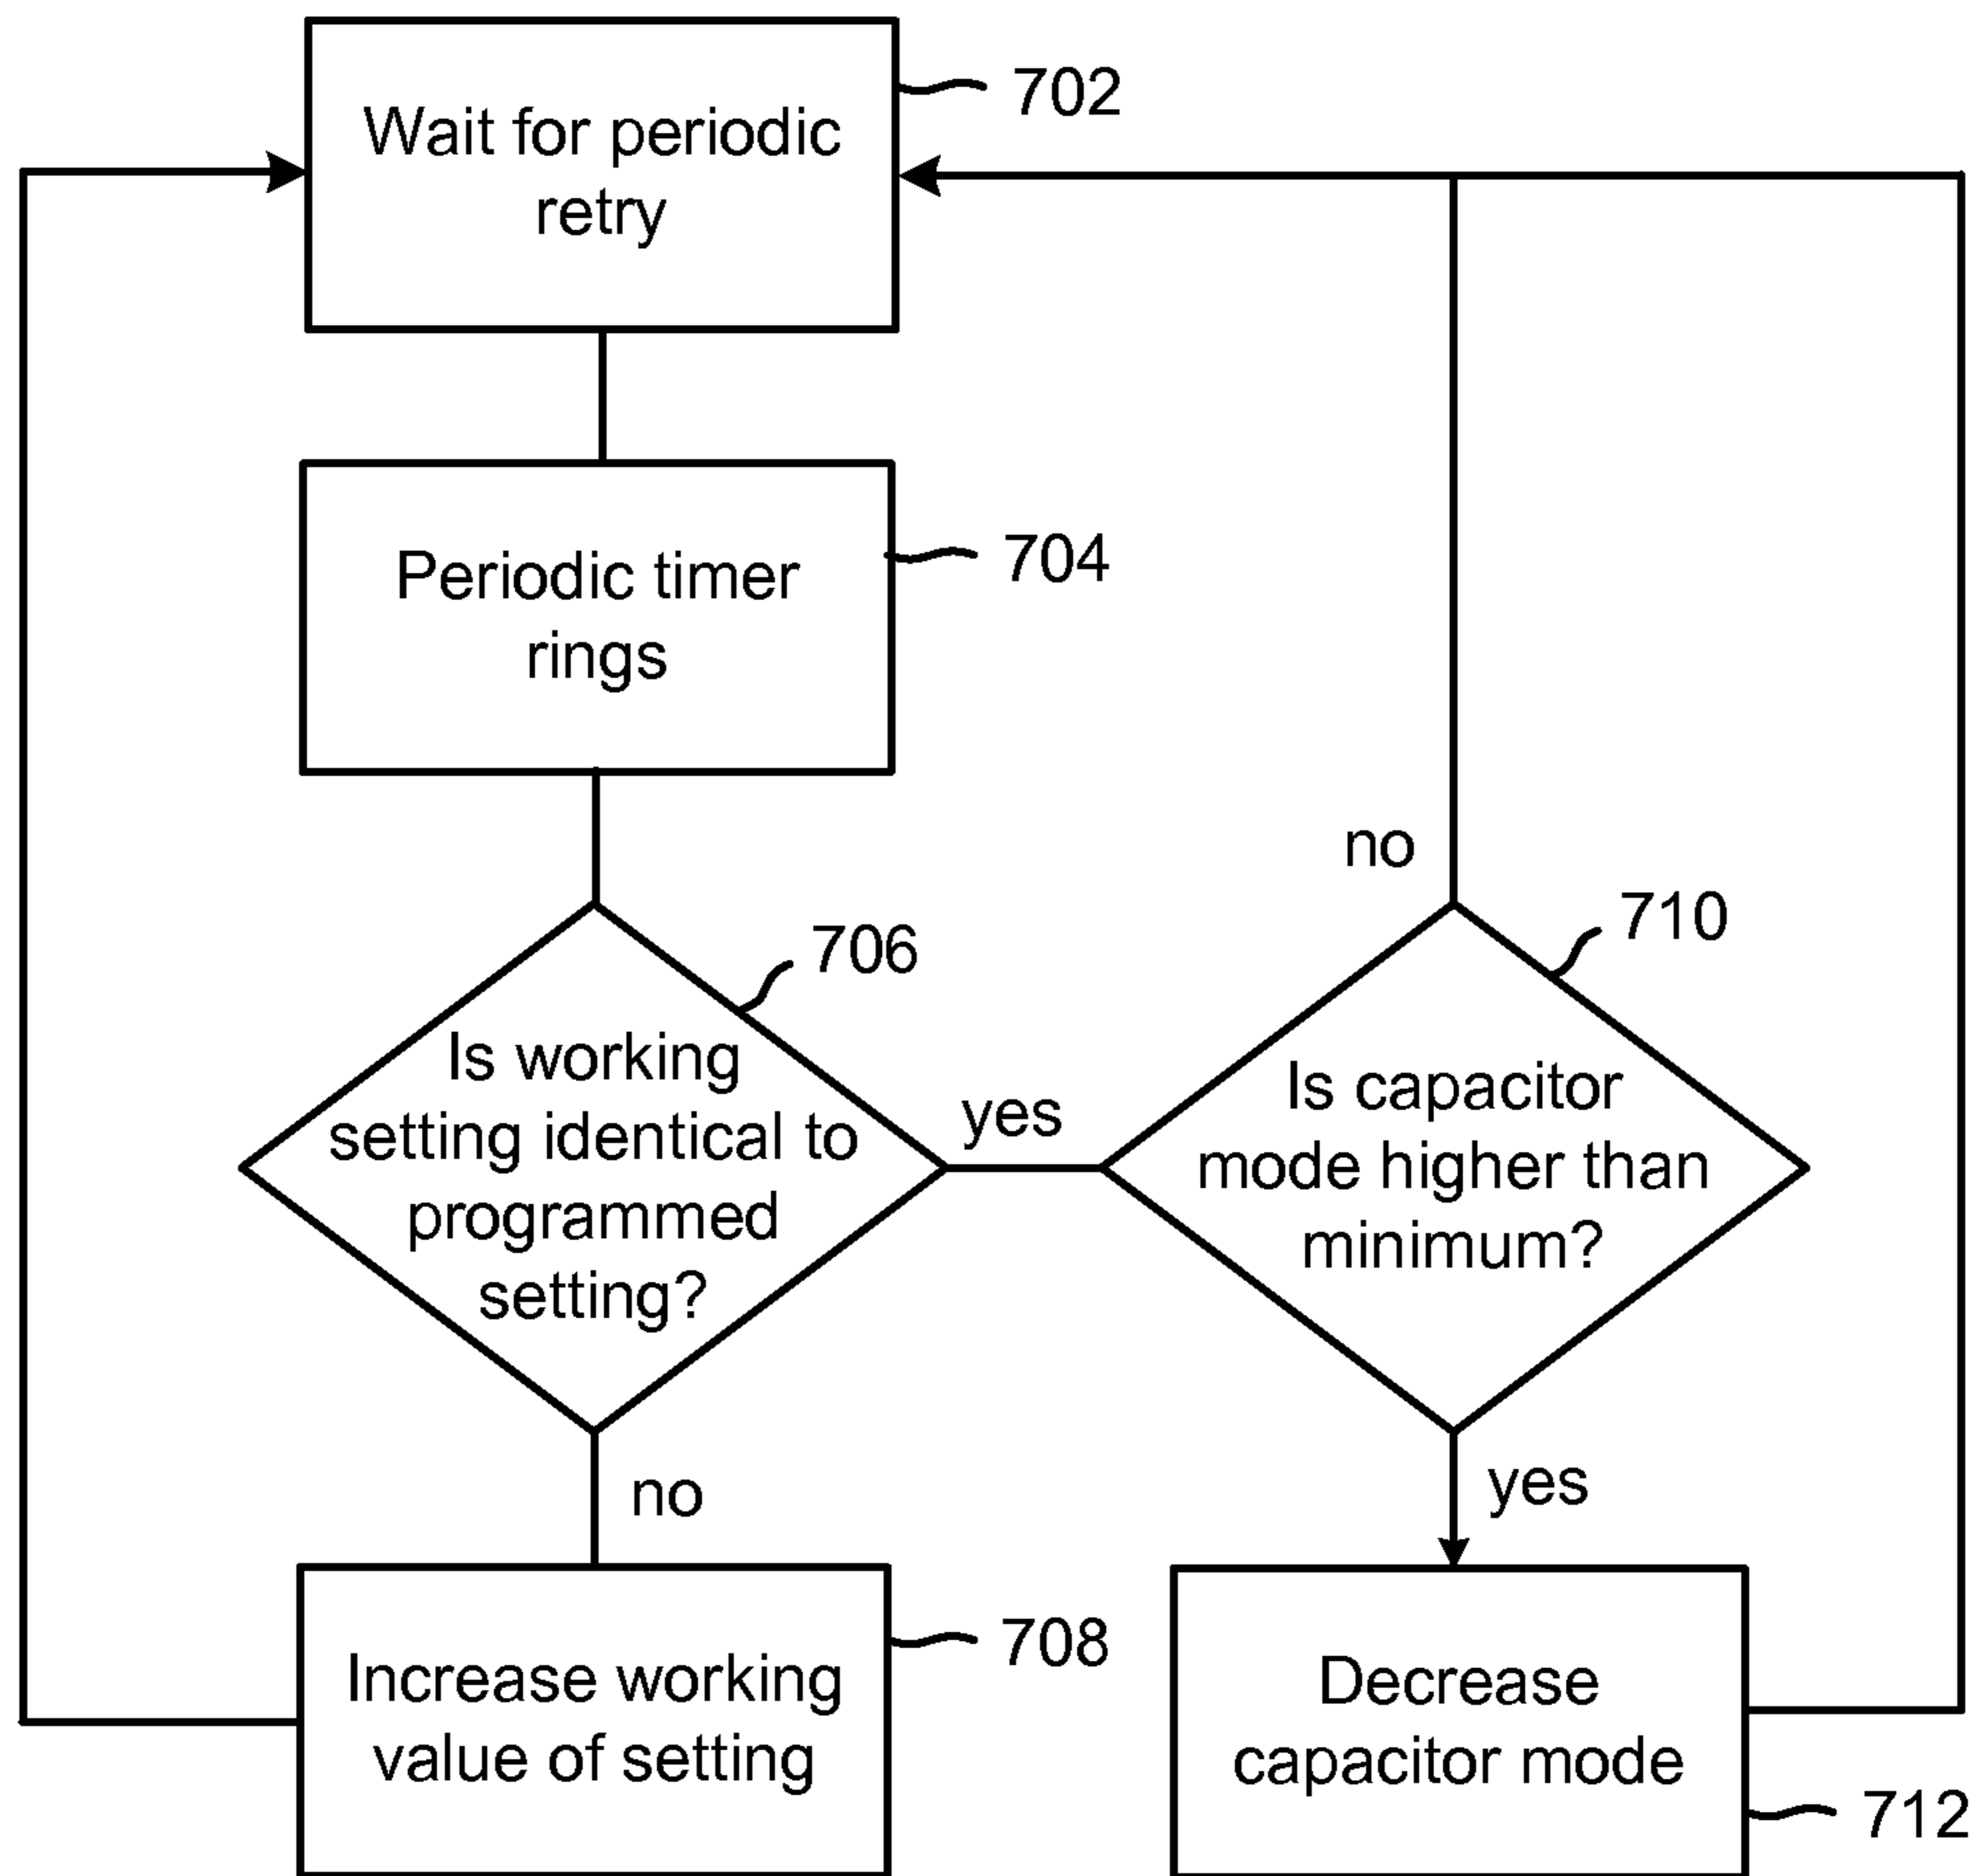 Wait for periodic
retry
702
Periodic timer
rings
704
Is working
setting identical to
programmed
setting?
706
yes
no
Is capacitor
mode higher than
minimum?
710
no
yes
Increase working
value of setting
708
Decrease
capacitor mode
712